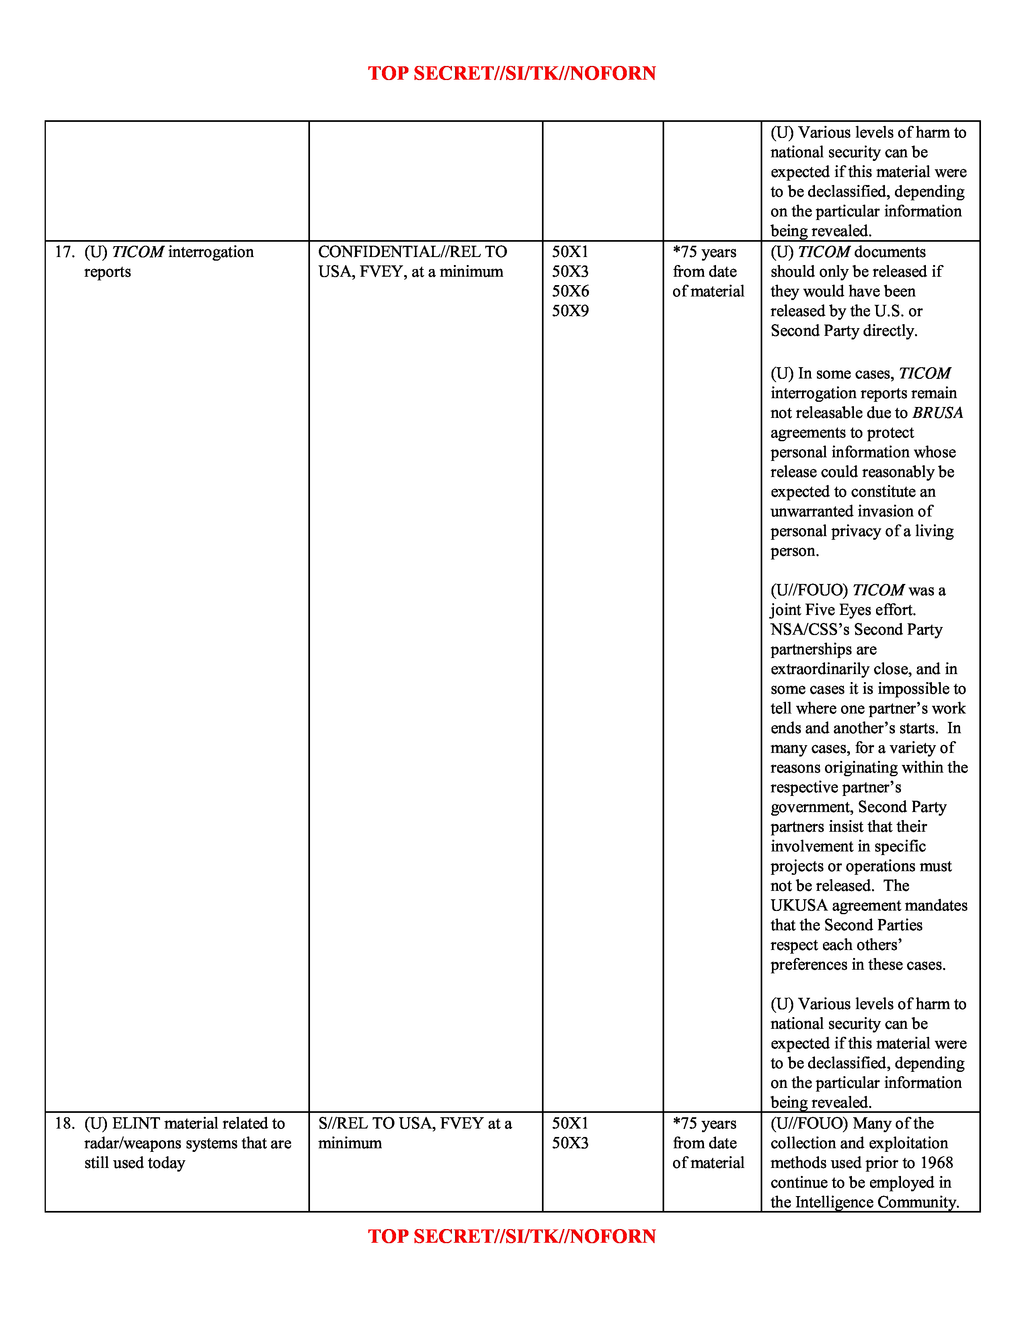 TOP SECRET//SI/TK//NOFORN
(U) Various levels of harm to
national security can be
expected if this material were
to be declassified, depending
on the particular information
being revealed.
17. (U) TICOM interrogation
reports
CONFIDENTIAL//REL TO
USA, FVEY, at a minimum
50X1
50X3
50X6
50X9
*75 years
from date
of material
(U) TICOM documents
should only be released if
they would have been
released by the U.S. or
Second Party directly.
(U) In some cases, TICOM
interrogation reports remain
not releasable due to BRUSA
agreements to protect
personal information whose
release could reasonably be
expected to constitute an
unwarranted invasion of
personal privacy of a living
person.
(U//FOUO) TICOM was a
joint Five Eyes effort.
NSA/CSS’s Second Party
partnerships are
extraordinarily close, and in
some cases it is impossible to
tell where one partner’s work
ends and another’s starts.  In
many cases, for a variety of
reasons originating within the
respective partner’s
government, Second Party
partners insist that their
involvement in specific
projects or operations must
not be released.  The
UKUSA agreement mandates
that the Second Parties
respect each others’
preferences in these cases.
(U) Various levels of harm to
national security can be
expected if this material were
to be declassified, depending
on the particular information
being revealed.
18. (U) ELINT material related to
radar/weapons systems that are
still used today
S//REL TO USA, FVEY at a
minimum
50X1
50X3
*75 years
from date
of material
(U//FOUO) Many of the
collection and exploitation
methods used prior to 1968
continue to be employed in
the Intelligence Community.
TOP SECRET//SI/TK//NOFORN